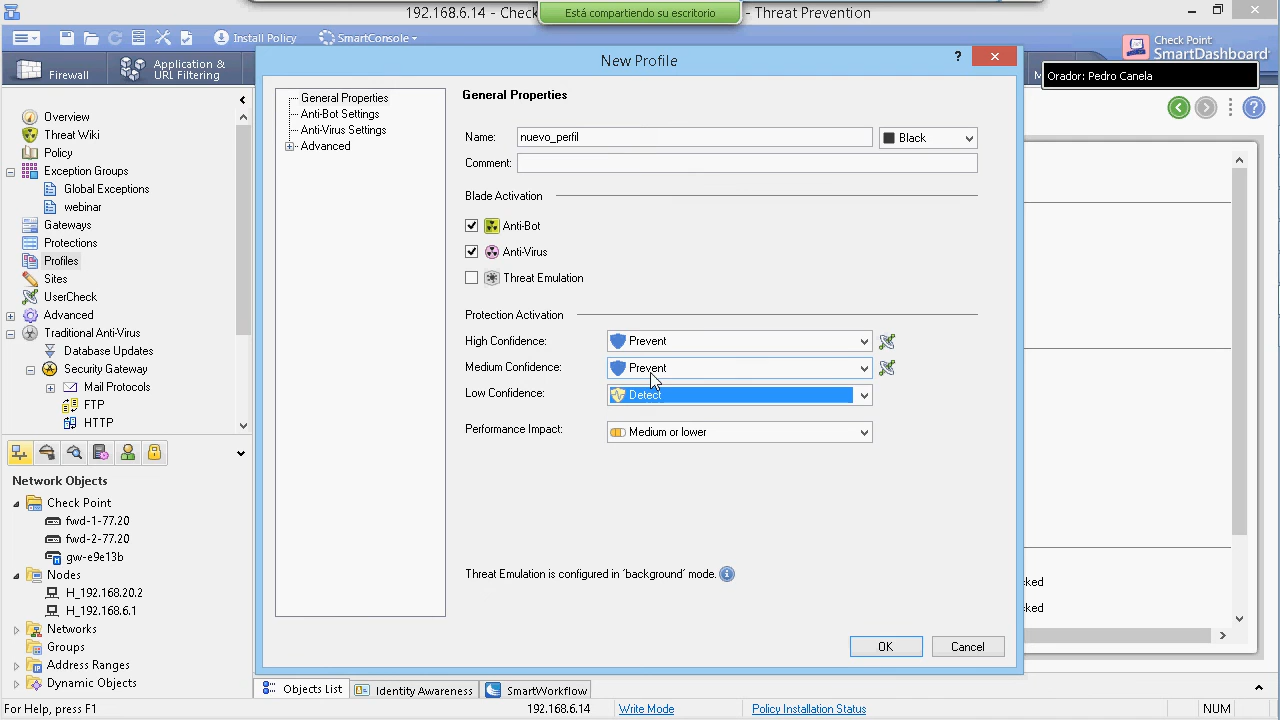 192.168.6.14 - Check
Está compartiendo su escritorio
- Threat Prevention
Install Policy
SmartConsole
Check Point
SmartDashboard
Firewall
Application &
URL Filtering
Orador: Pedro Canela
New Profile
?
Overview
Threat Wiki
Policy
Exception Groups
Global Exceptions
webinar
Gateways
Protections
Profiles
Sites
UserCheck
Advanced
Traditional Anti-Virus
Database Updates
Security Gateway
Mail Protocols
FTP
HTTP
Network Objects
Check Point
fwd-1-77.20
fwd-2-77.20
gw-e9e13b
Nodes
H_192.168.20.2
H_192.168.6.1
Networks
Groups
Address Ranges
Dynamic Objects
General Properties
Anti-Bot Settings
Anti-Virus Settings
Advanced
General Properties
Name: nuevo_perfil Black
Comment:
Blade Activation
Anti-Bot
Anti-Virus
Threat Emulation
Protection Activation
High Confidence: Prevent
Medium Confidence: Prevent
Low Confidence: Detect
Performance Impact: Medium or lower
Threat Emulation is configured in 'background' mode.
OK Cancel
cked
cked
Objects List Identity Awareness SmartWorkflow
For Help, press F1 192.168.6.14 Write Mode Policy Installation Status NUM